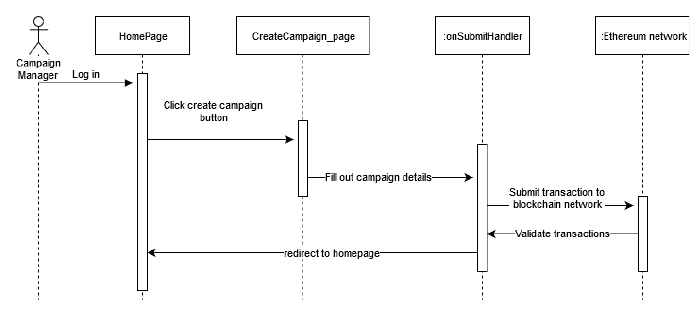 HomePage
CreateCampaign_page
:onSubmitHandler
:Ethereum network
Campaign
Manager
Log in
Click create campaign
button
Fill out campaign details
Submit transaction to
blockchain network
Validate transactions
redirect to homepage